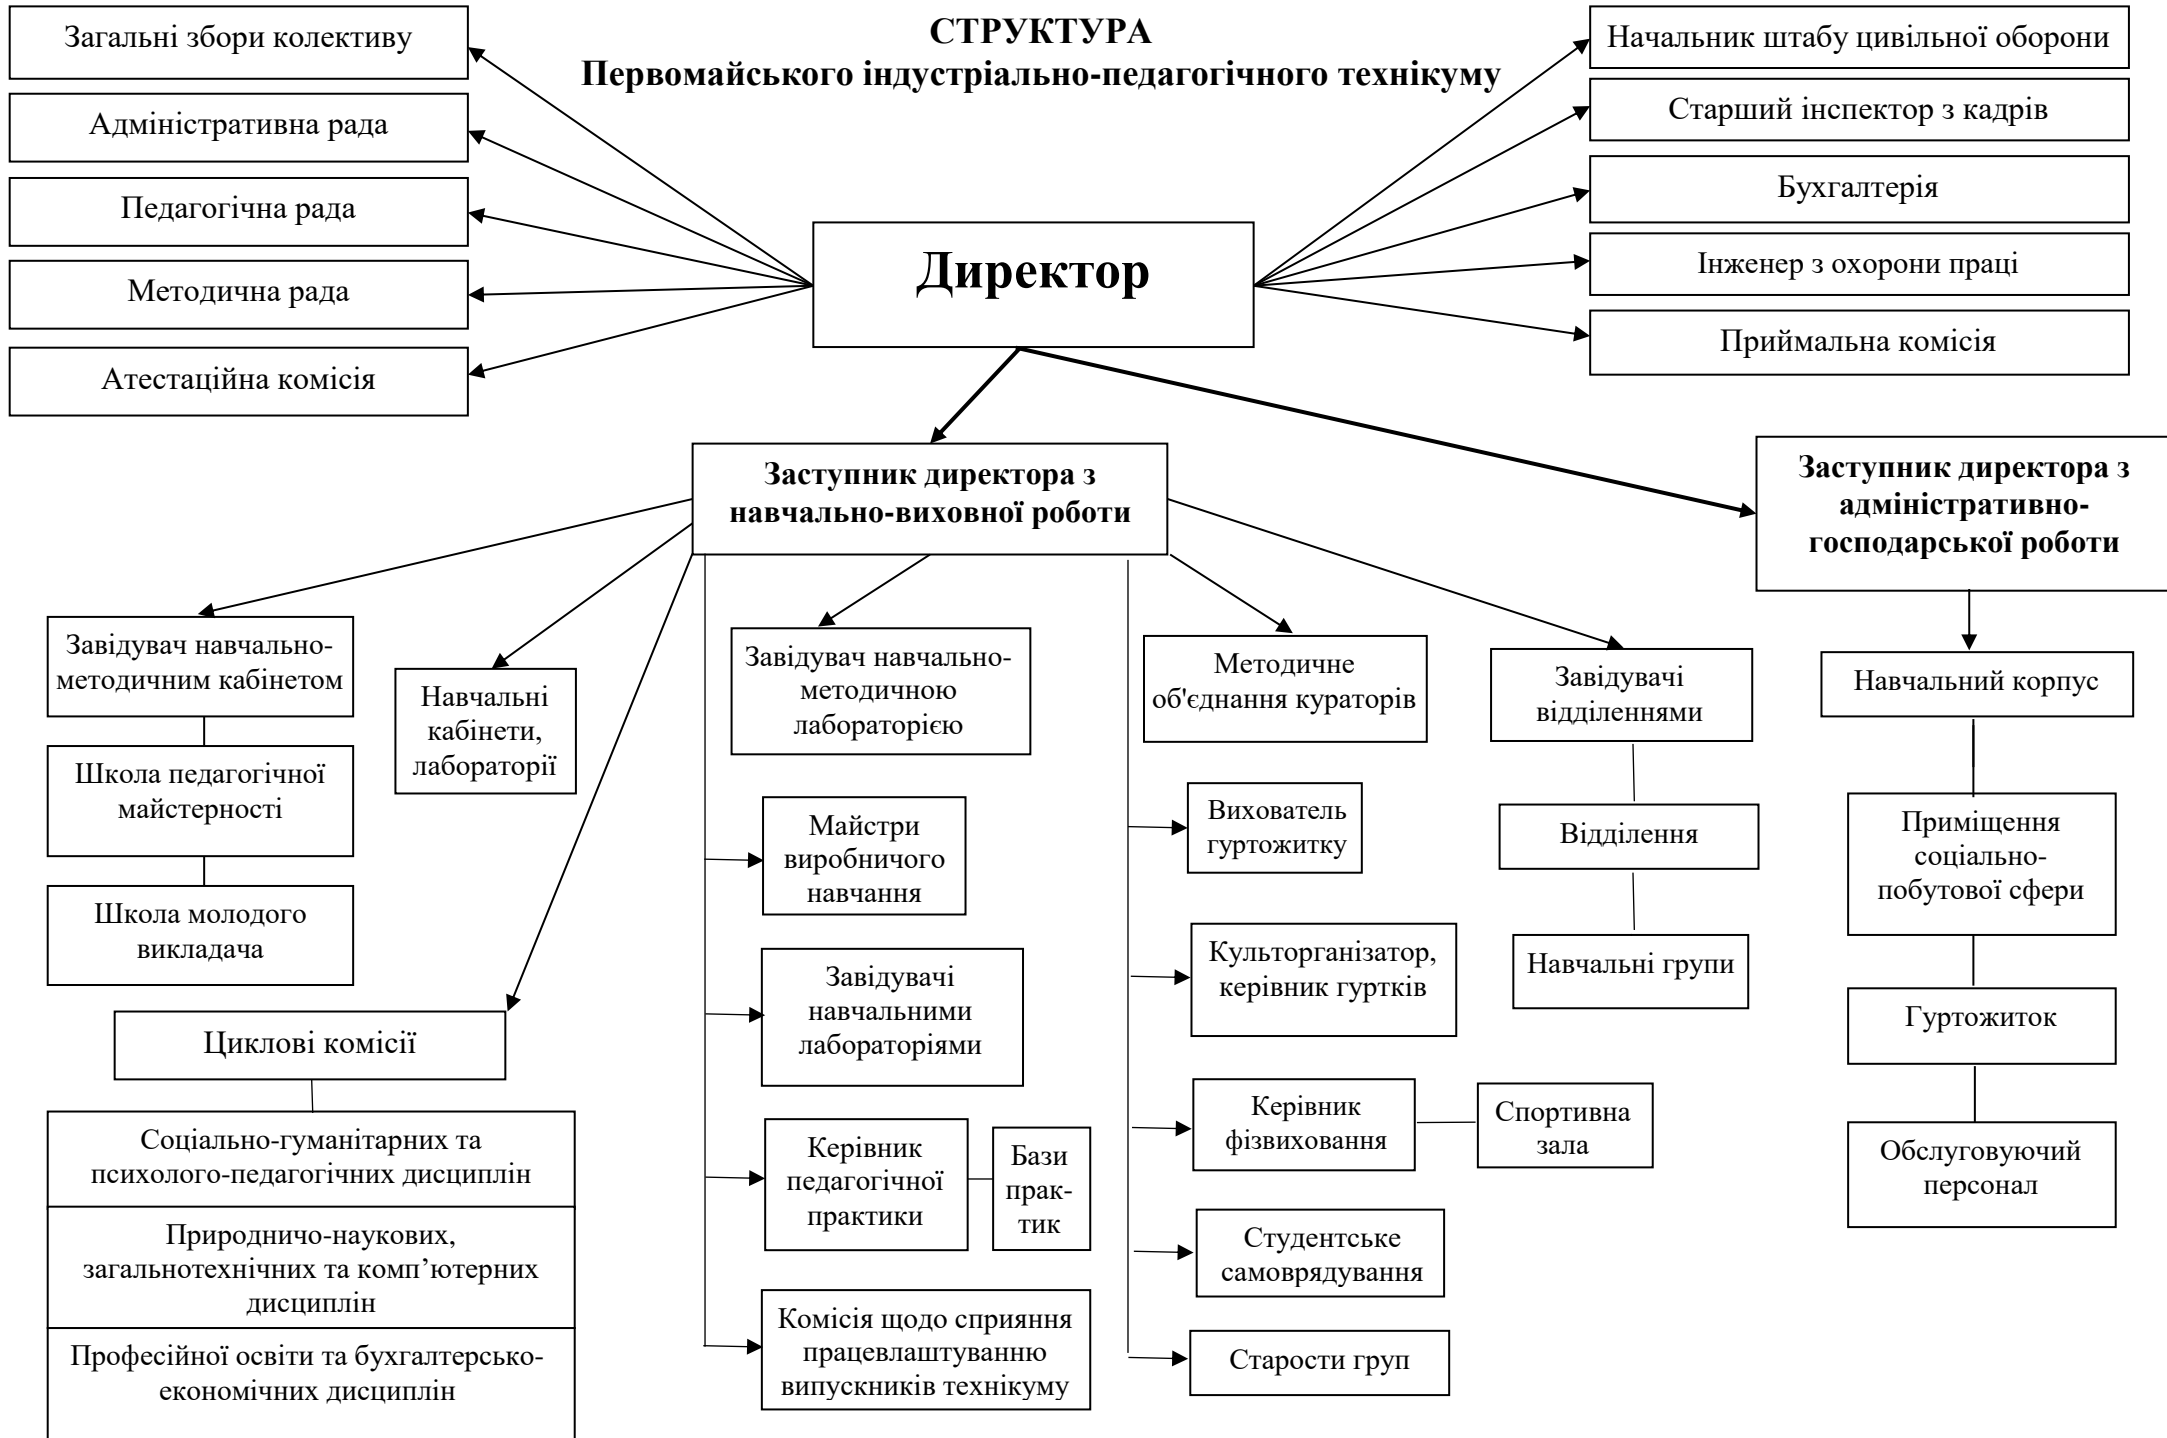 СТРУКТУРА
Первомайського індустріально-педагогічного технікуму
Загальні збори колективу
Адміністративна рада
Педагогічна рада
Методична рада
Атестаційна комісія
Директор
Начальник штабу цивільної оборони
Старший інспектор з кадрів
Бухгалтерія
Інженер з охорони праці
Приймальна комісія
Заступник директора з
навчально-виховної роботи
Заступник директора з
адміністративно-
господарської роботи
Завідувач навчально-
методичним кабінетом
Школа педагогічної
майстерності
Школа молодого
викладача
Навчальні
кабінети,
лабораторії
Циклові комісії
Соціально-гуманітарних та
психолого-педагогічних дисциплін
Природничо-наукових,
загальнотехнічних та комп’ютерних
дисциплін
Професійної освіти та бухгалтерсько-
економічних дисциплін
Завідувач навчально-
методичною
лабораторією
Майстри
виробничого
навчання
Завідувачі
навчальними
лабораторіями
Керівник
педагогічної
практики
Бази
прак-
тик
Комісія щодо сприяння
працевлаштуванню
випускників технікуму
Методичне
об'єднання кураторів
Вихователь
гуртожитку
Культорганізатор,
керівник гуртків
Керівник
фізвиховання
Спортивна
зала
Студентське
самоврядування
Старости груп
Завідувачі
відділеннями
Відділення
Навчальні групи
Навчальний корпус
Приміщення
соціально-
побутової сфери
Гуртожиток
Обслуговуючий
персонал